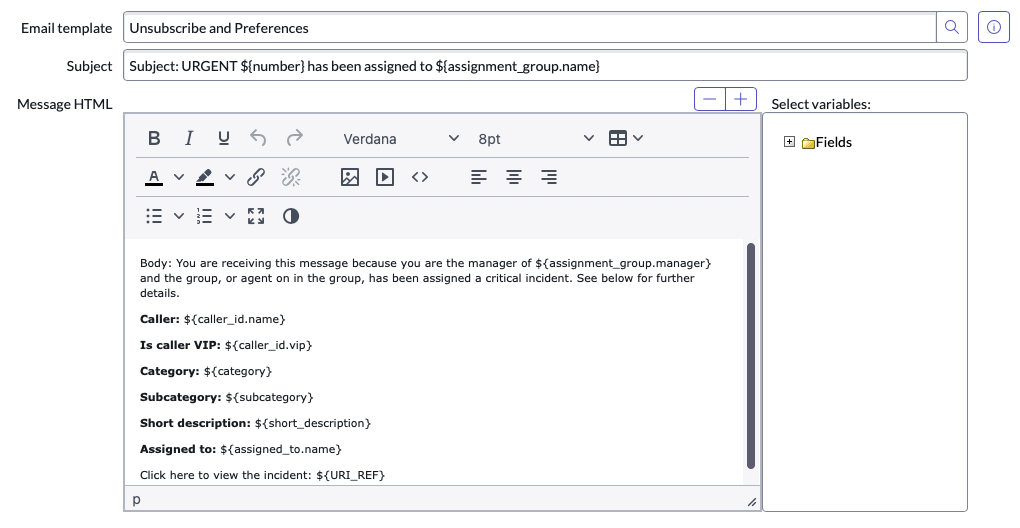 Email template Unsubscribe and Preferences
Subject Subject: URGENT ${number} has been assigned to ${assignment_group.name}
Message HTML
Select variables:
B I U Verdana 8pt
A
Fields
Body: You are receiving this message because you are the manager of ${assignment_group.manager}
and the group, or agent on in the group, has been assigned a critical incident. See below for further
details.
Caller: ${caller_id.name}
Is caller VIP: ${caller_id.vip}
Category: ${category}
Subcategory: ${subcategory}
Short description: ${short_description}
Assigned to: ${assigned_to.name}
Click here to view the incident: ${URI_REF}
p